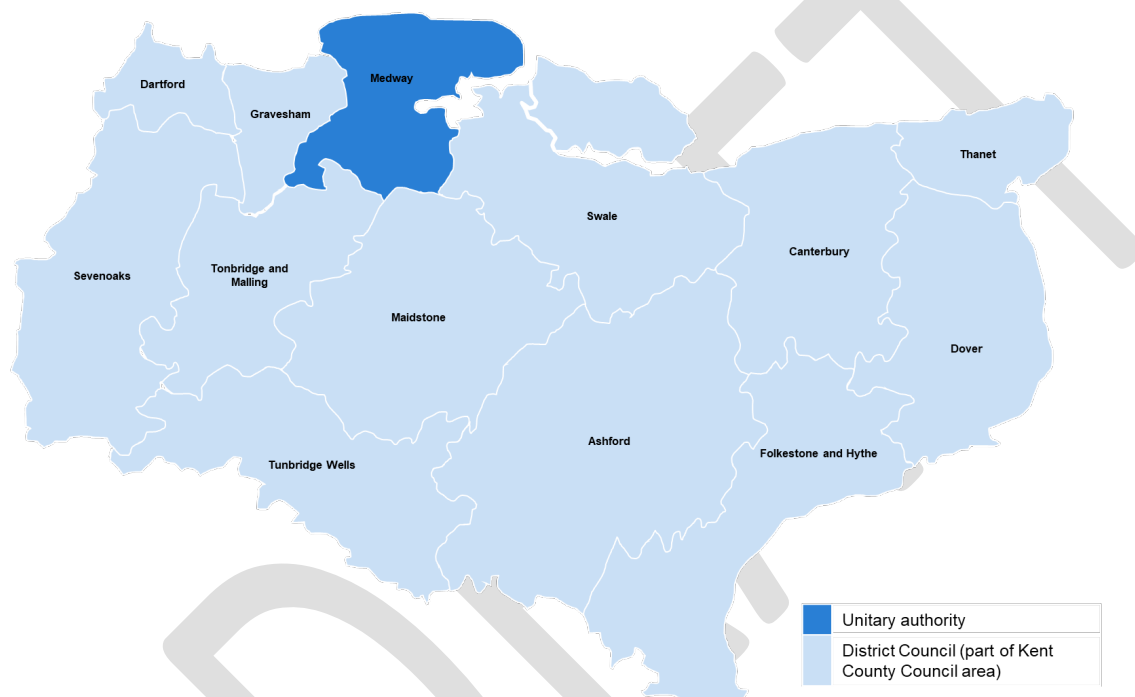 Medway
Dartford
Gravesham
Thanet
Swale
Canterbury
Sevenoaks
Tonbridge and
Malling
Maidstone
Dover
Ashford
Folkestone and Hythe
Tunbridge Wells
Unitary authority
District Council (part of Kent
County Council area)